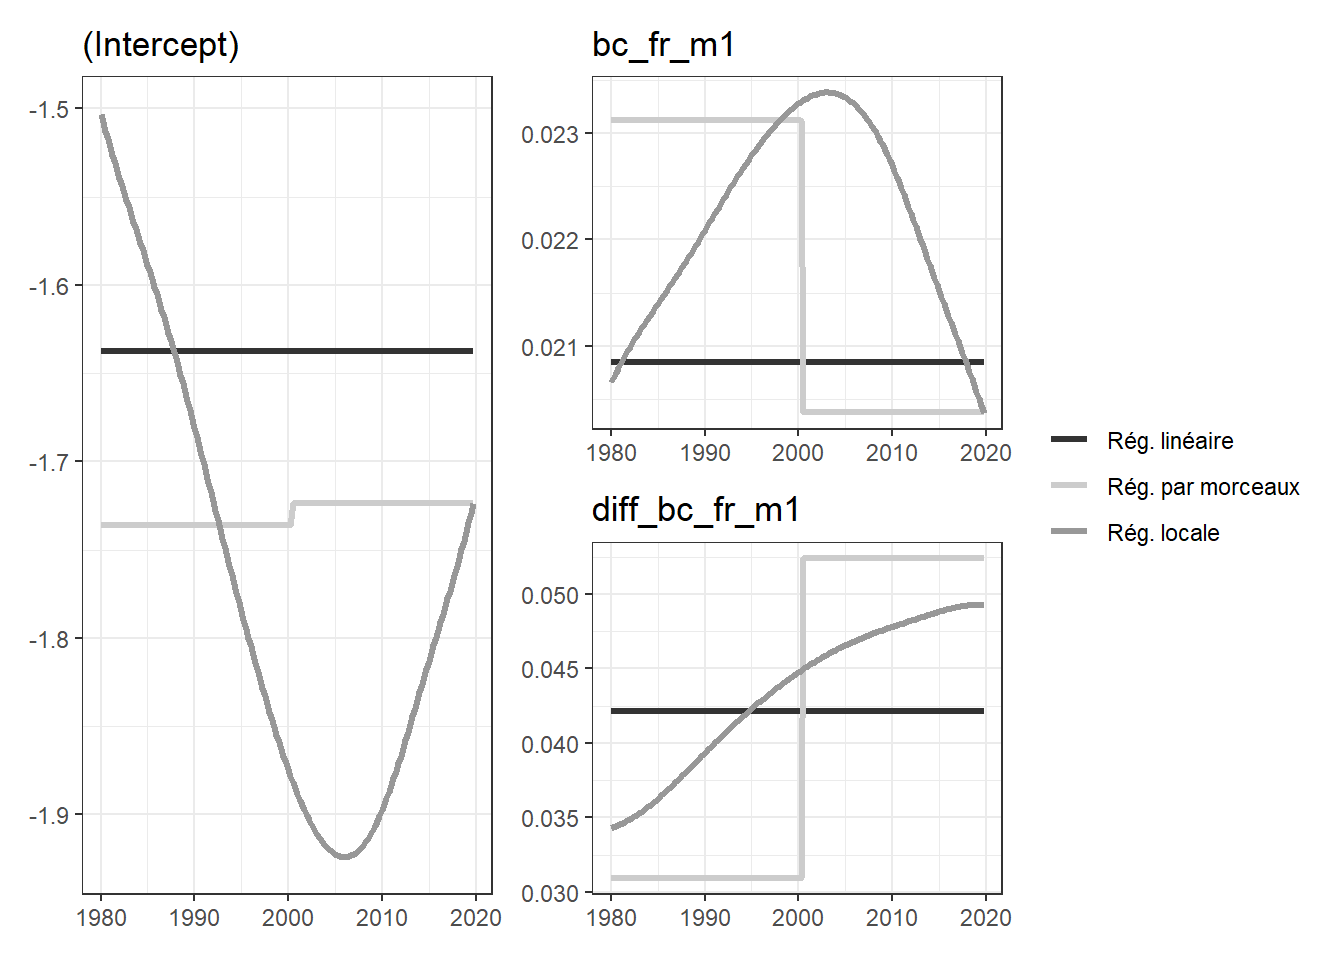 (Intercept)
-1.5
-1.6
-1.7
-1.8
-1.9
1980 1990 2000 2010 2020
bc_fr_m1
0.023
0.022
0.021
1980 1990 2000 2010 2020
diff_bc_fr_m1
0.050
0.045
0.040
0.035
0.030
1980 1990 2000 2010 2020
Rég. linéaire
Rég. par morceaux
Rég. locale